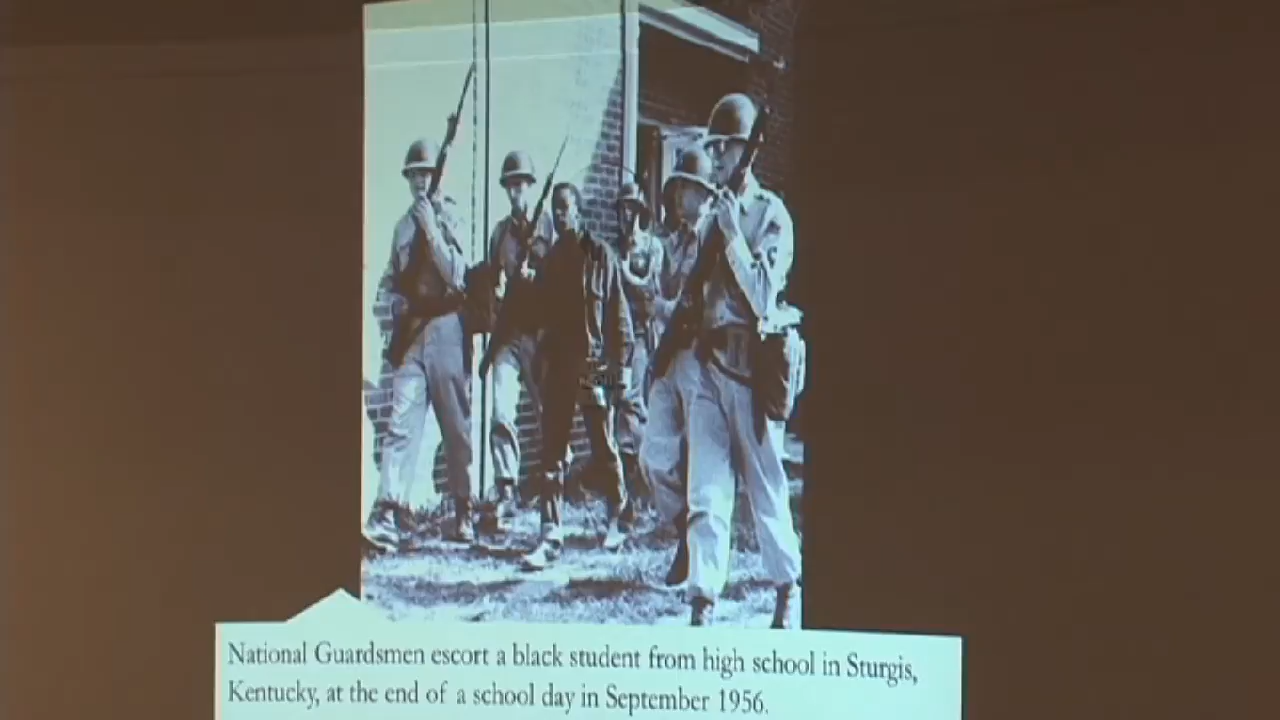 National Guardsmen escort a black student from high school in Sturgis,
Kentucky, at the end of a school day in September 1956.